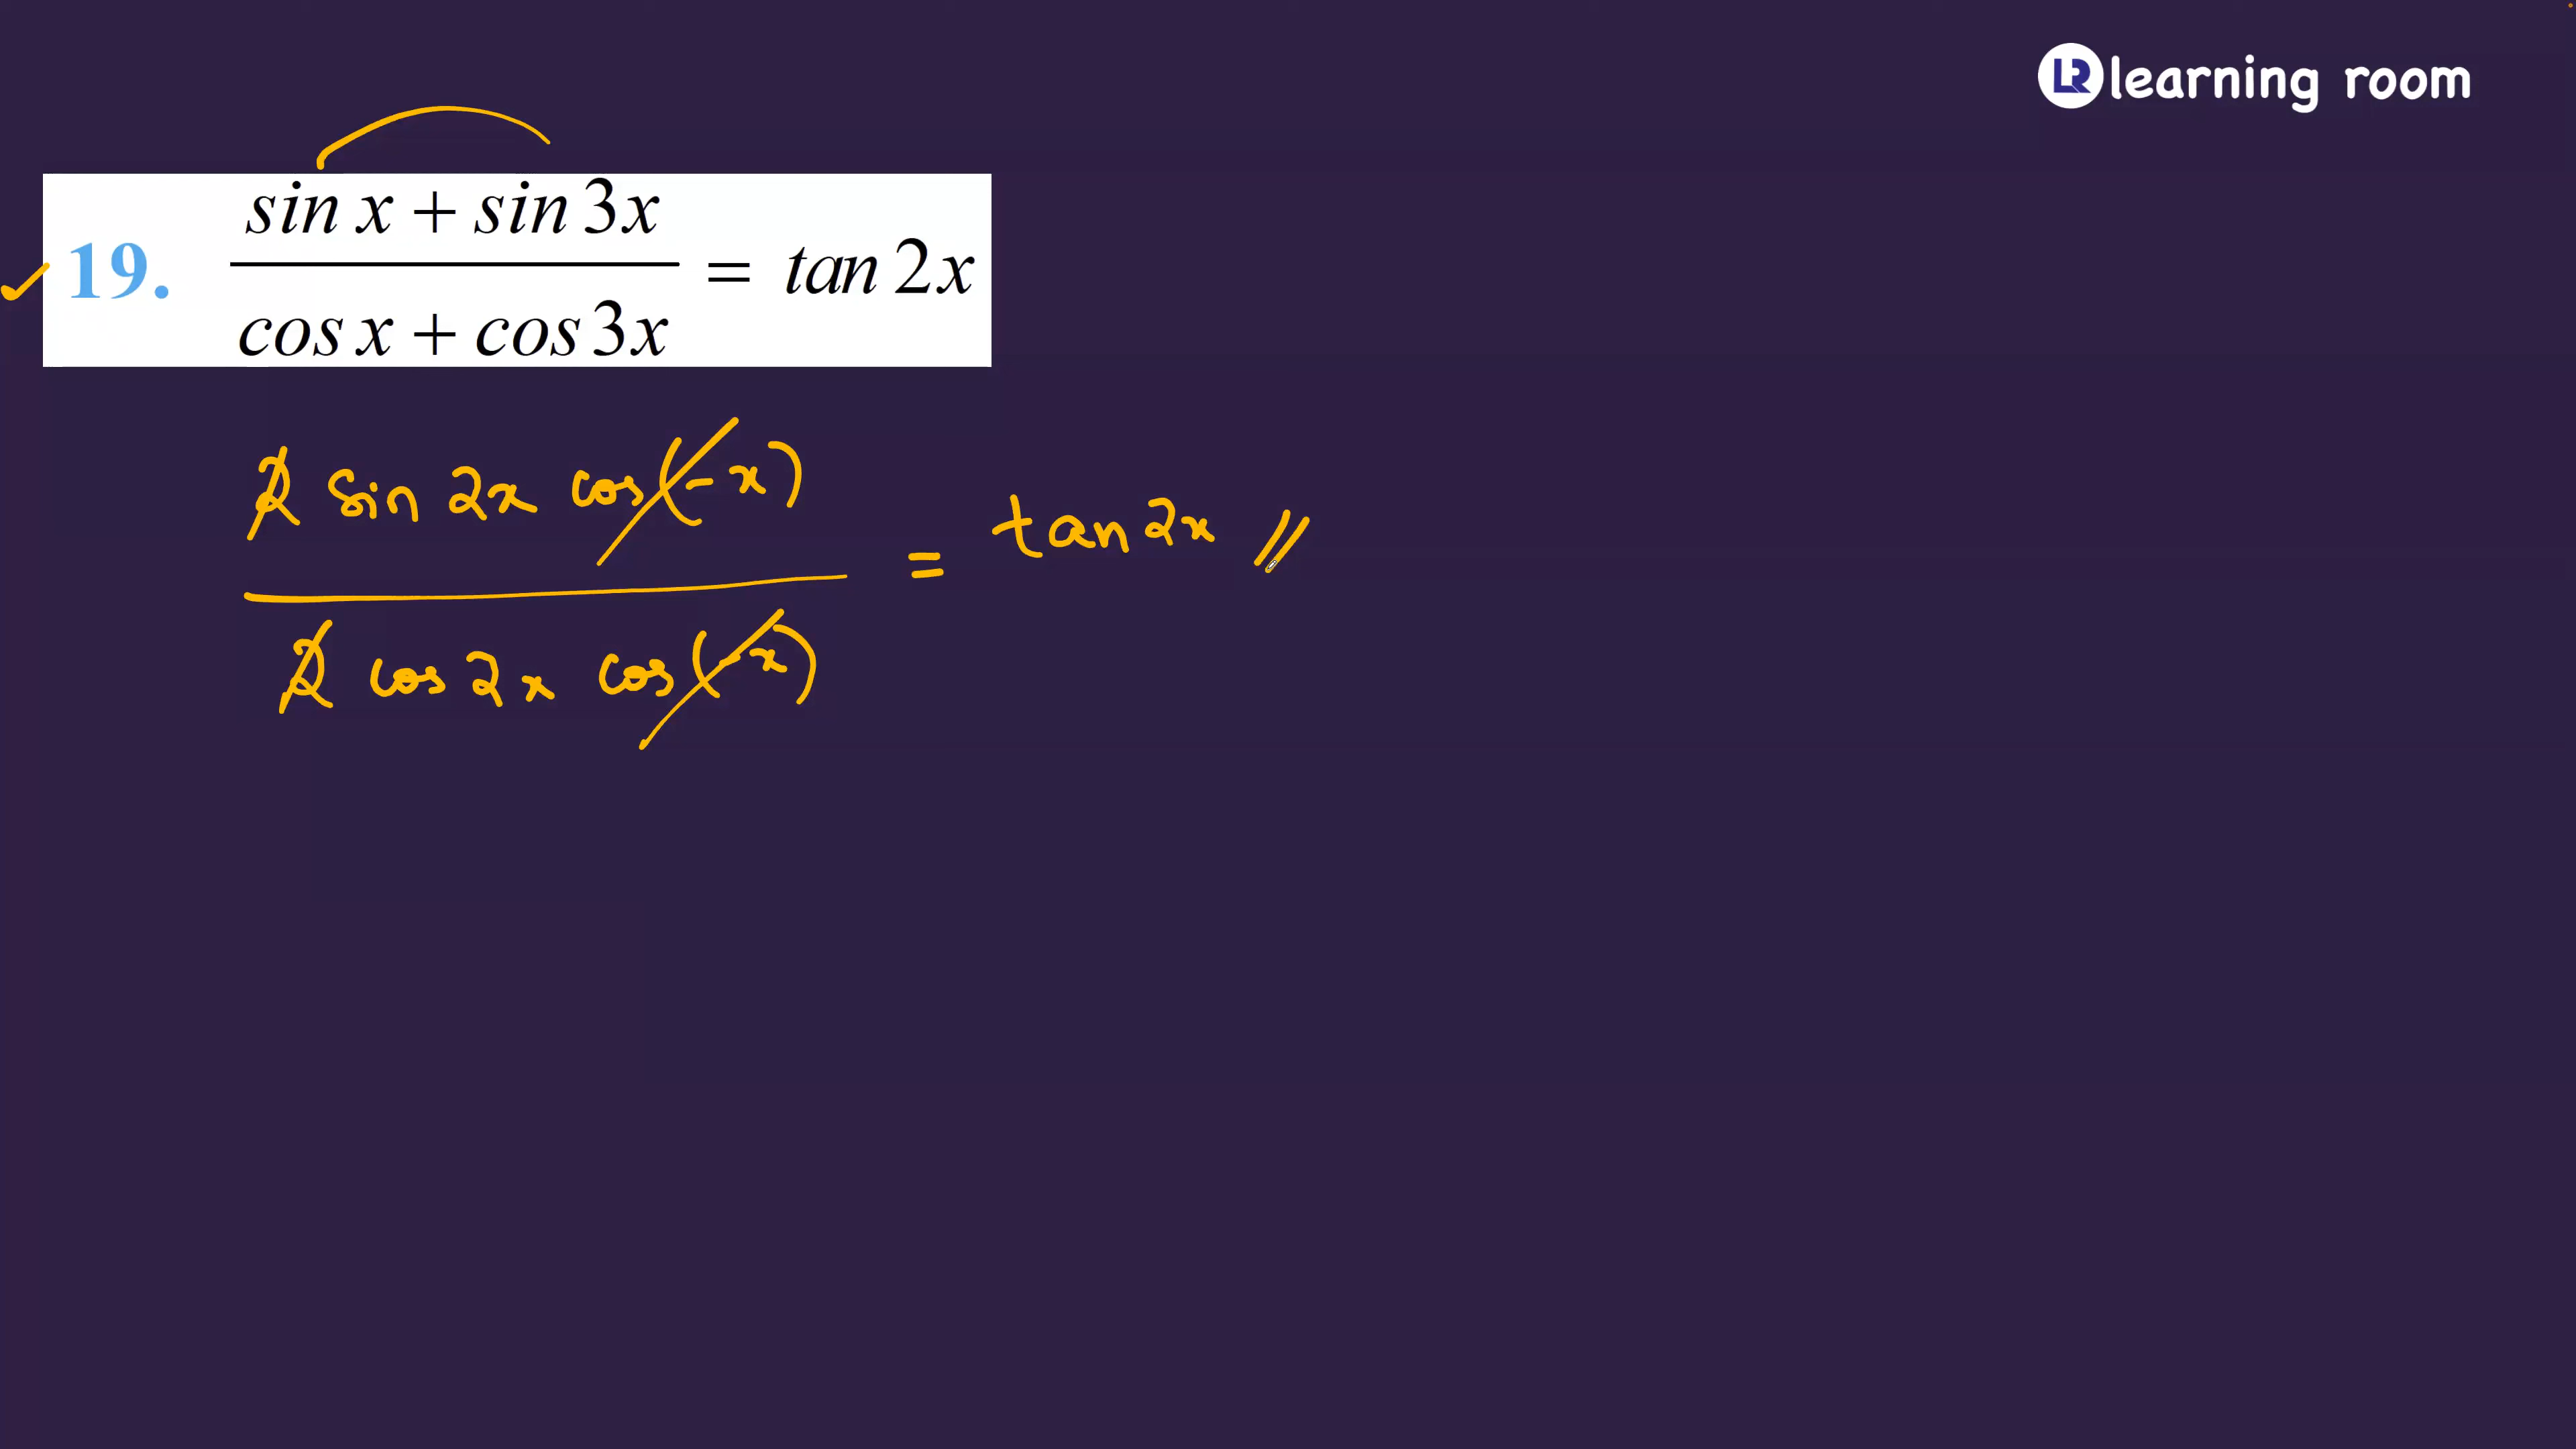 learning room
19. (sin x + sin 3x)/(cos x + cos 3x) = tan 2x
2 sin 2x cos(-x)
= tan 2x //
2 cos 2x cos(-x)